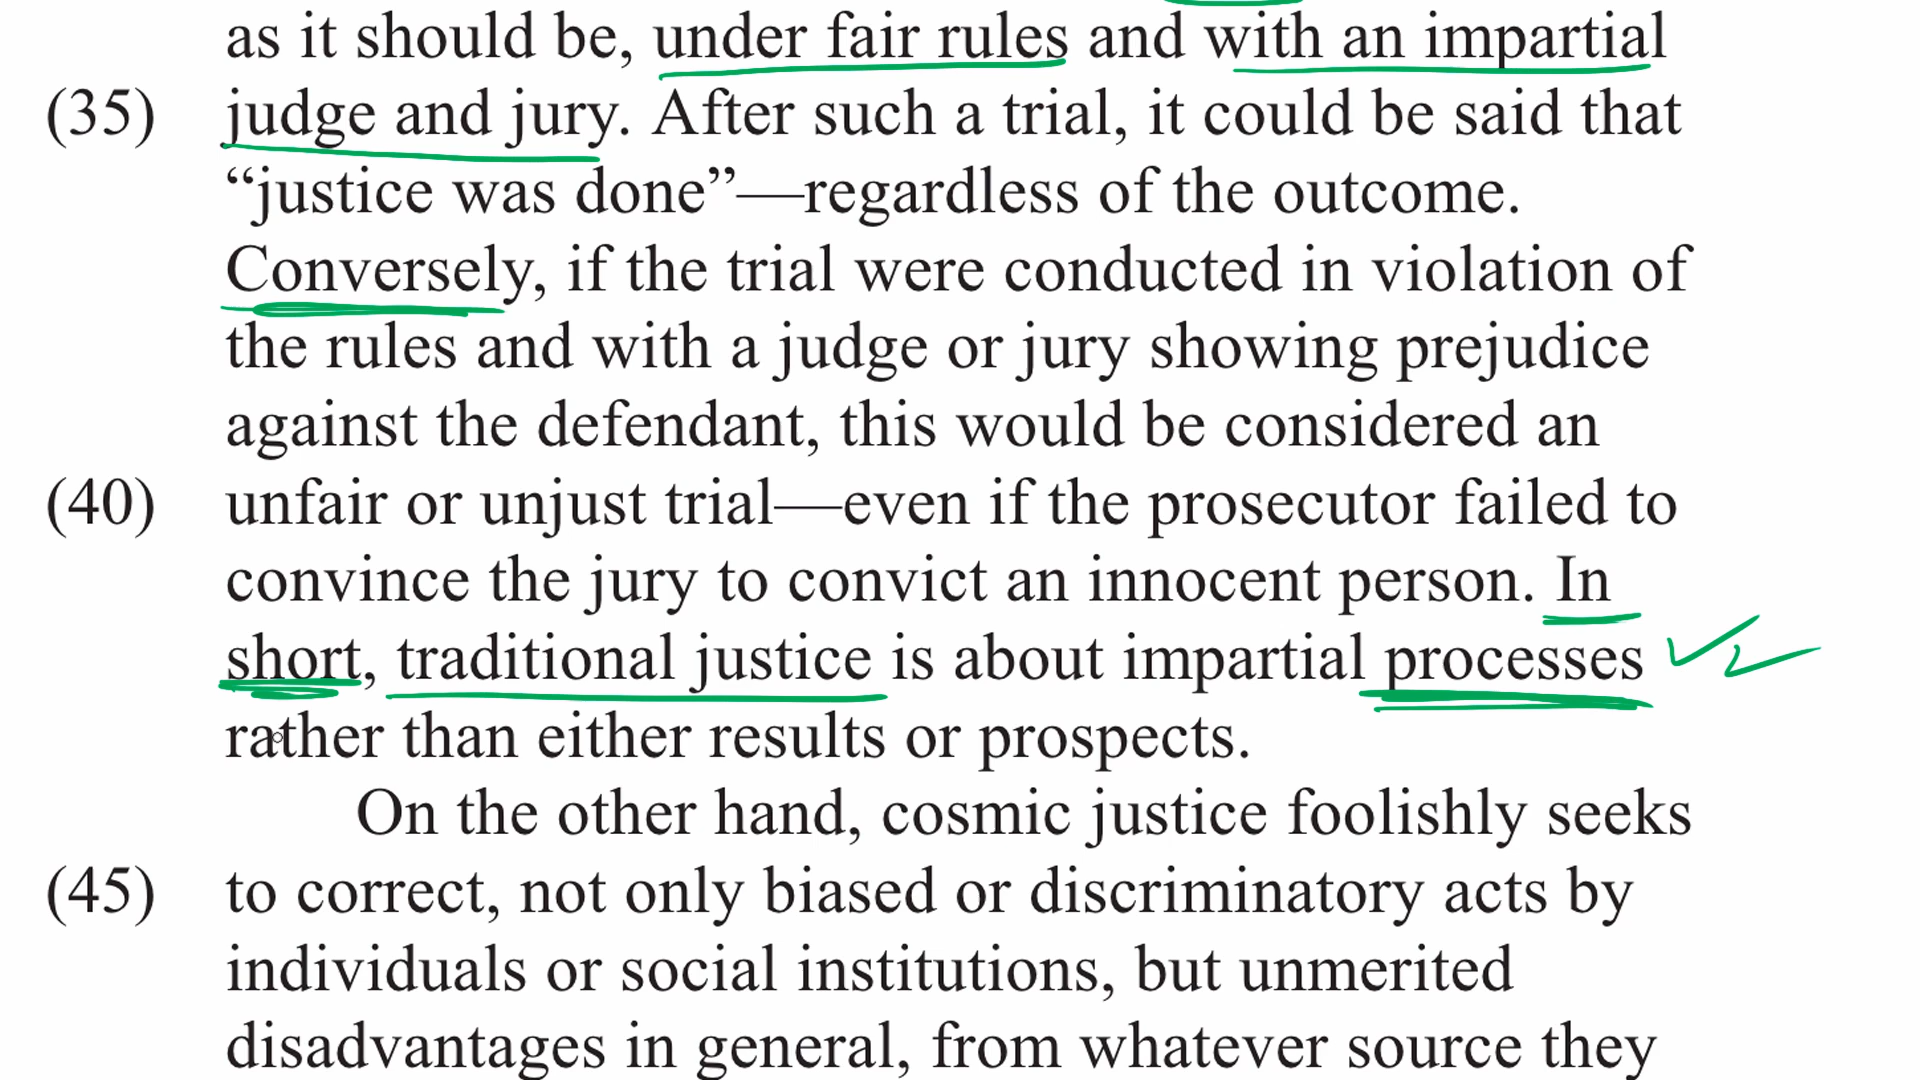 as it should be, under fair rules and with an impartial
(35) judge and jury. After such a trial, it could be said that
“justice was done”—regardless of the outcome.
Conversely, if the trial were conducted in violation of
the rules and with a judge or jury showing prejudice
against the defendant, this would be considered an
(40) unfair or unjust trial—even if the prosecutor failed to
convince the jury to convict an innocent person. In
short, traditional justice is about impartial processes
rather than either results or prospects.
On the other hand, cosmic justice foolishly seeks
(45) to correct, not only biased or discriminatory acts by
individuals or social institutions, but unmerited
disadvantages in general, from whatever source they